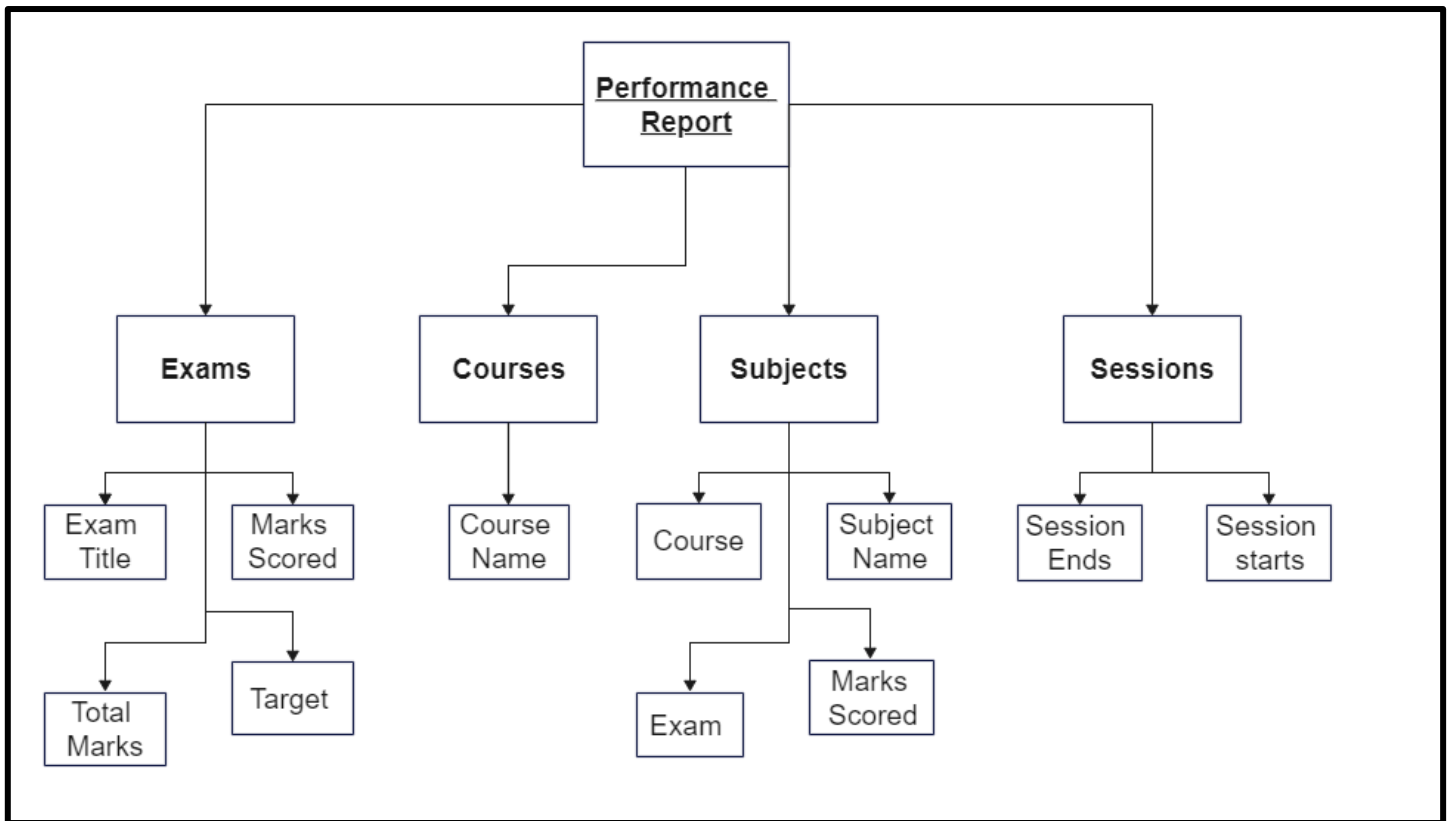 Performance
Report
Exams
Courses
Subjects
Sessions
Exam
Title
Marks
Scored
Course
Name
Course
Subject
Name
Session
Ends
Session
starts
Total
Marks
Target
Exam
Marks
Scored